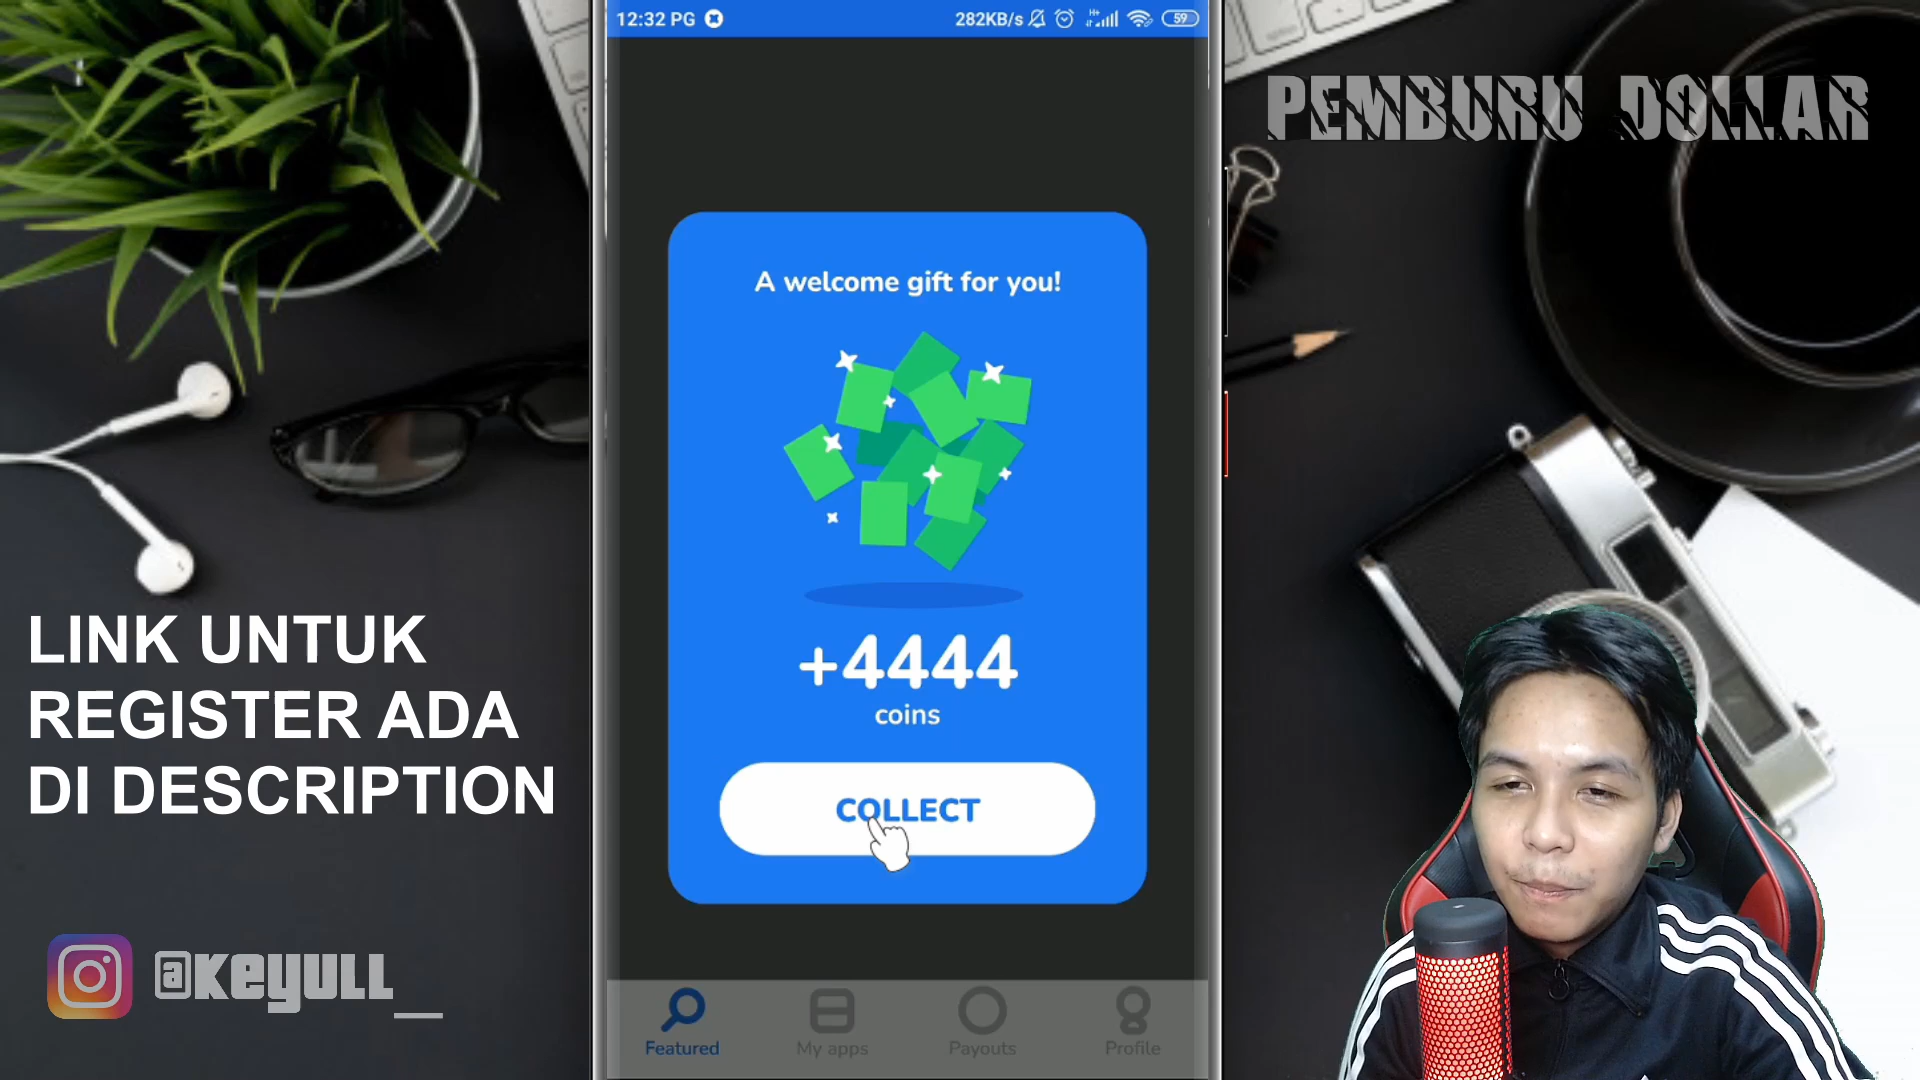 12:32 PG
282KB/s H+ 59
PEMBURU DOLLAR
A welcome gift for you!
+4444
coins
COLLECT
LINK UNTUK
REGISTER ADA
DI DESCRIPTION
@KEYULL_
Featured
My apps
Payouts
Profile